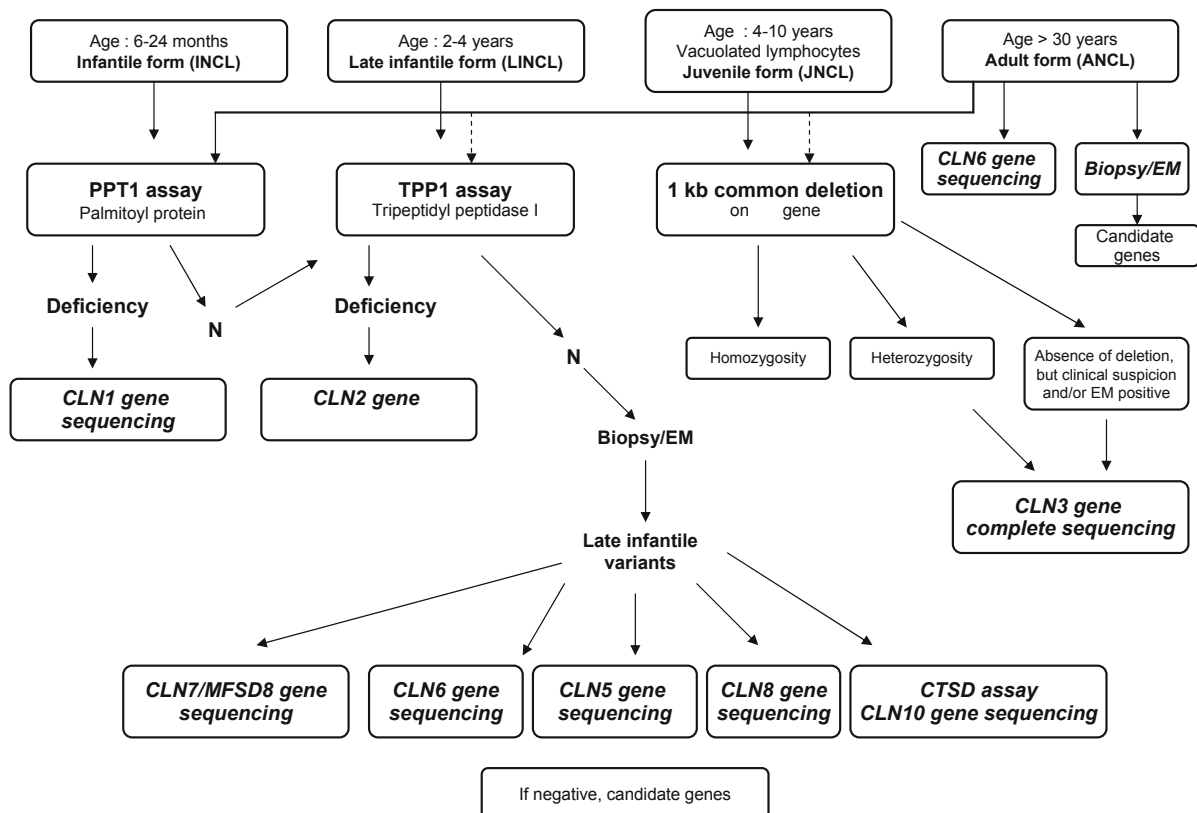 Age : 6-24 months
Infantile form (INCL)
Age : 2-4 years
Late infantile form (LINCL)
Age : 4-10 years
Vacuolated lymphocytes
Juvenile form (JNCL)
Age > 30 years
Adult form (ANCL)
PPT1 assay
Palmitoyl protein
TPP1 assay
Tripeptidyl peptidase I
1 kb common deletion
on gene
CLN6 gene
sequencing
Biopsy/EM
Candidate
genes
Deficiency
N
Deficiency
N
Homozygosity
Heterozygosity
Absence of deletion,
but clinical suspicion
and/or EM positive
CLN1 gene
sequencing
CLN2 gene
Biopsy/EM
CLN3 gene
complete sequencing
Late infantile
variants
CLN7/MFSD8 gene
sequencing
CLN6 gene
sequencing
CLN5 gene
sequencing
CLN8 gene
sequencing
CTSD assay
CLN10 gene sequencing
If negative, candidate genes